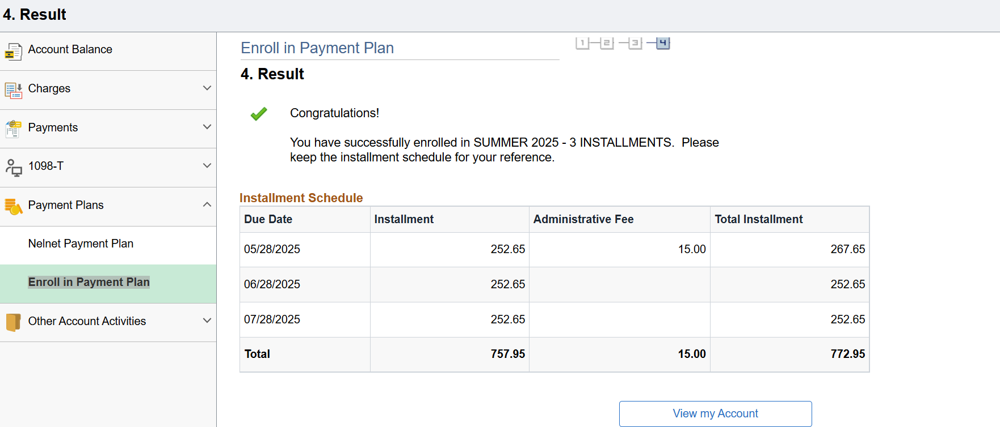 4. Result
Account Balance
Charges
Payments
1098-T
Payment Plans
Nelnet Payment Plan
Enroll in Payment Plan
Other Account Activities
Enroll in Payment Plan
1 2 3 4
4. Result
Congratulations!
You have successfully enrolled in SUMMER 2025 - 3 INSTALLMENTS.  Please
keep the installment schedule for your reference.
Installment Schedule
Due Date Installment Administrative Fee Total Installment
05/28/2025 252.65 15.00 267.65
06/28/2025 252.65 252.65
07/28/2025 252.65 252.65
Total 757.95 15.00 772.95
View my Account